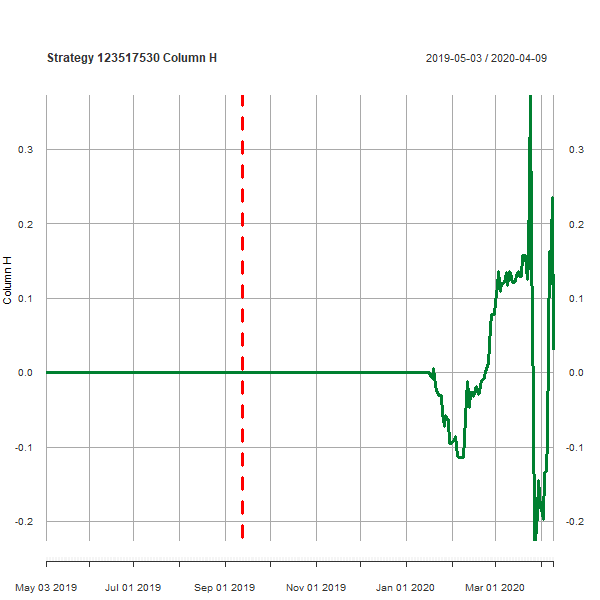 Strategy 123517530 Column H
2019-05-03 / 2020-04-09
Column H
0.3
0.2
0.1
0.0
-0.1
-0.2
0.3
0.2
0.1
0.0
-0.1
-0.2
May 03 2019
Jul 01 2019
Sep 01 2019
Nov 01 2019
Jan 01 2020
Mar 01 2020